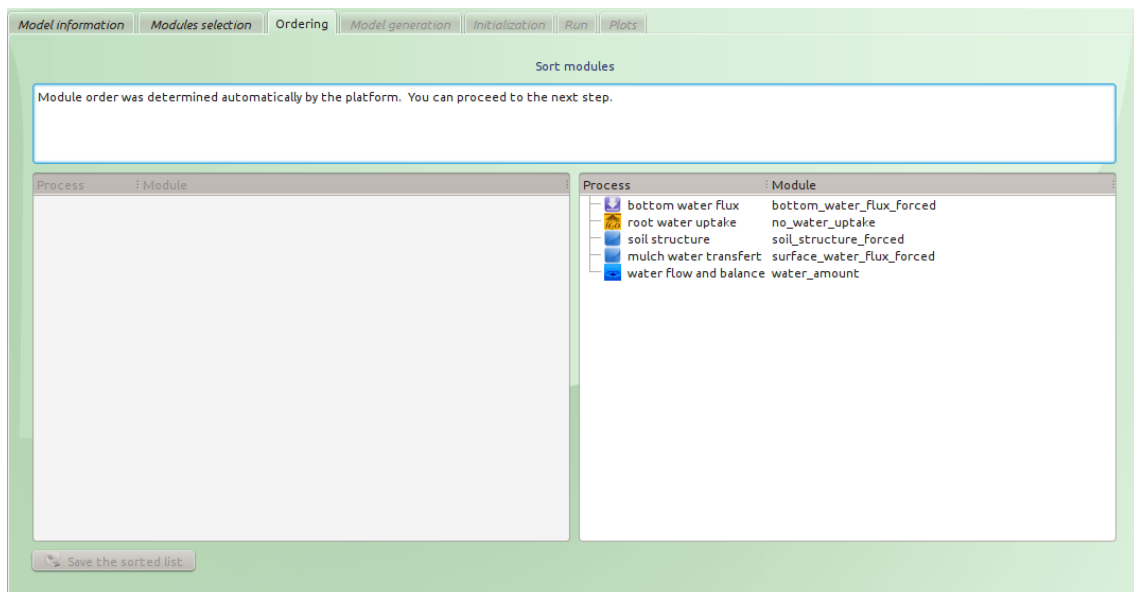 Model information Modules selection Ordering Model generation Initialization Run Plots
Sort modules
Module order was determined automatically by the platform. You can proceed to the next step.
Process Module
Process Module
bottom water flux bottom_water_flux_forced
root water uptake no_water_uptake
soil structure soil_structure_forced
mulch water transfert surface_water_flux_forced
water flow and balance water_amount
Save the sorted list